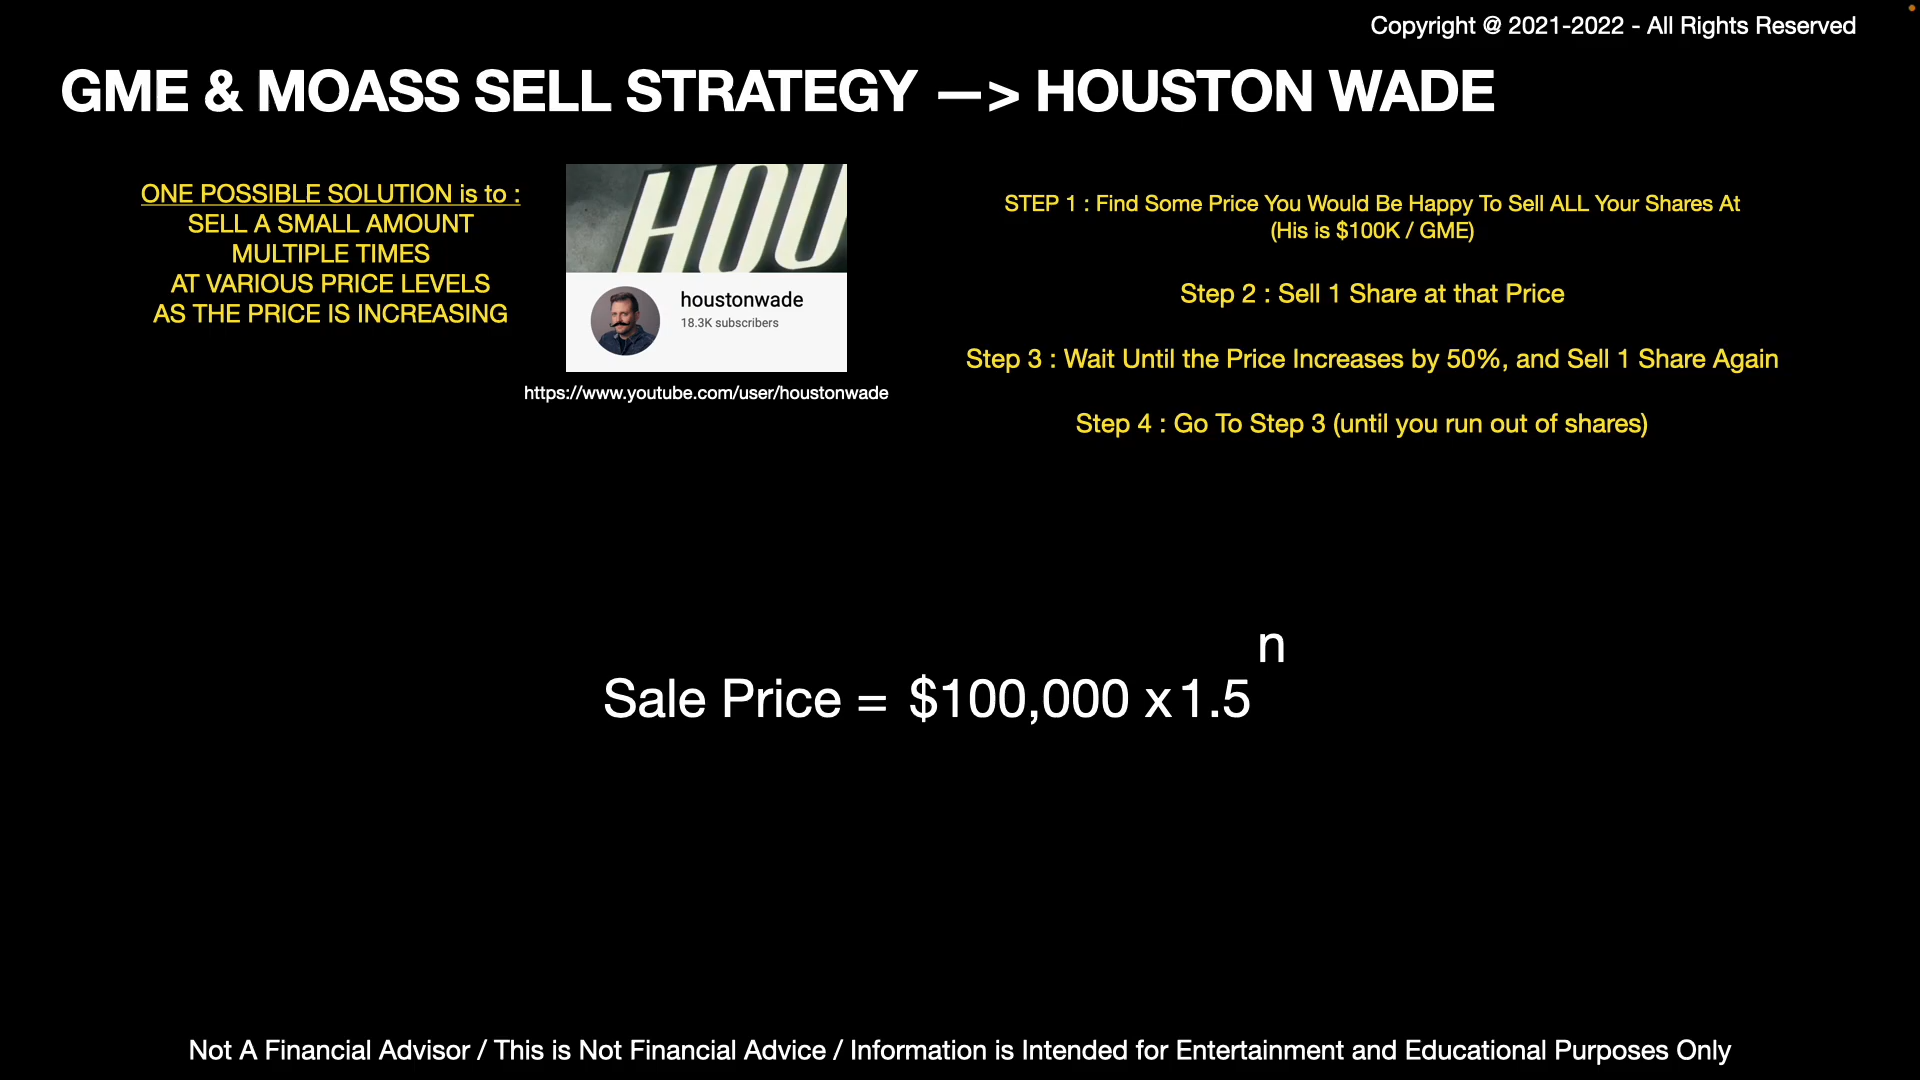 Copyright @ 2021-2022 - All Rights Reserved
GME & MOASS SELL STRATEGY —> HOUSTON WADE
ONE POSSIBLE SOLUTION is to :
SELL A SMALL AMOUNT
MULTIPLE TIMES
AT VARIOUS PRICE LEVELS
AS THE PRICE IS INCREASING
HOU
houstonwade
18.3K subscribers
https://www.youtube.com/user/houstonwade
STEP 1 : Find Some Price You Would Be Happy To Sell ALL Your Shares At
(His is $100K / GME)
Step 2 : Sell 1 Share at that Price
Step 3 : Wait Until the Price Increases by 50%, and Sell 1 Share Again
Step 4 : Go To Step 3 (until you run out of shares)
Sale Price = $100,000 x 1.5 n
Not A Financial Advisor / This is Not Financial Advice / Information is Intended for Entertainment and Educational Purposes Only